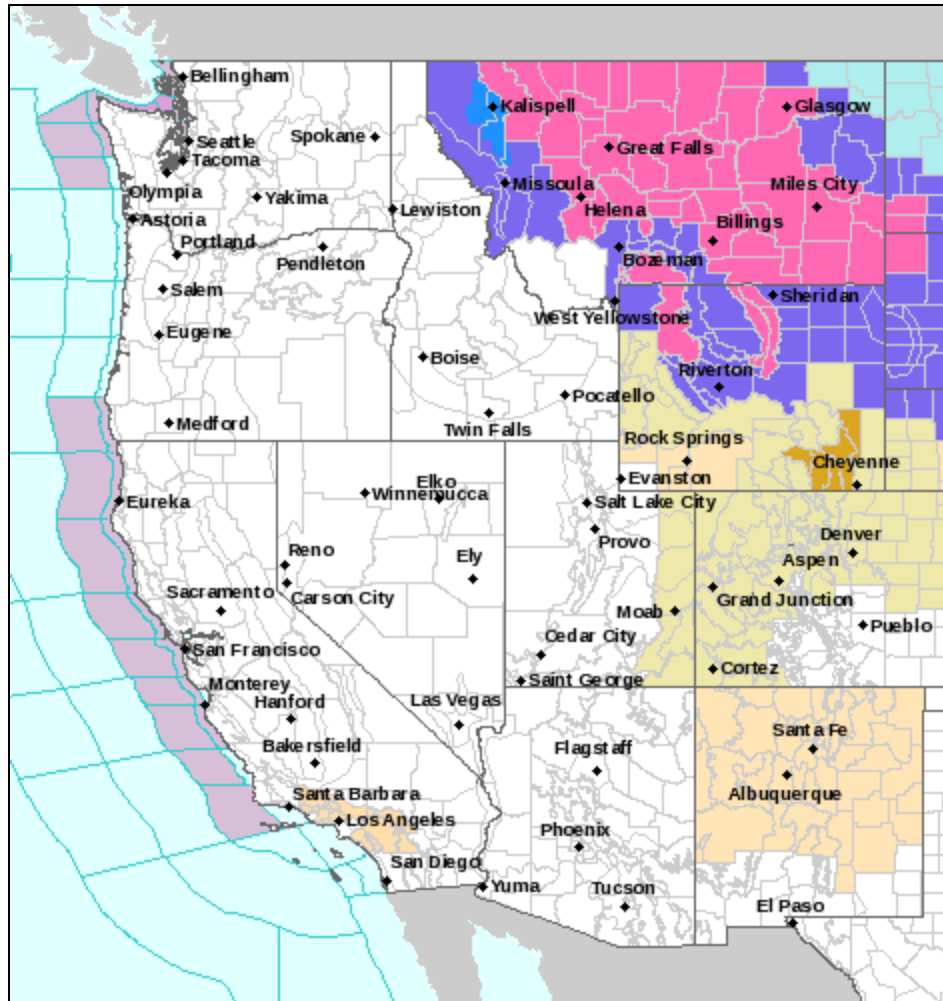 Bellingham
Kalispell
Glasgow
Spokane
Seattle
Great Falls
Tacoma
Missoula
Miles City
Olympia
Yakima
Helena
Lewiston
Astoria
Billings
Portland
Bozeman
Pendleton
Salem
Sheridan
West Yellowstone
Eugene
Boise
Riverton
Pocatello
Medford
Twin Falls
Rock Springs
Cheyenne
Evanston
Elko
Winnemucca
Eureka
Salt Lake City
Denver
Provo
Reno
Ely
Aspen
Sacramento
Carson City
Grand Junction
Moab
Pueblo
Cedar City
San Francisco
Cortez
Saint George
Monterey
Hanford
Las Vegas
Santa Fe
Flagstaff
Bakersfield
Santa Barbara
Albuquerque
Los Angeles
Phoenix
San Diego
Yuma
Tucson
El Paso